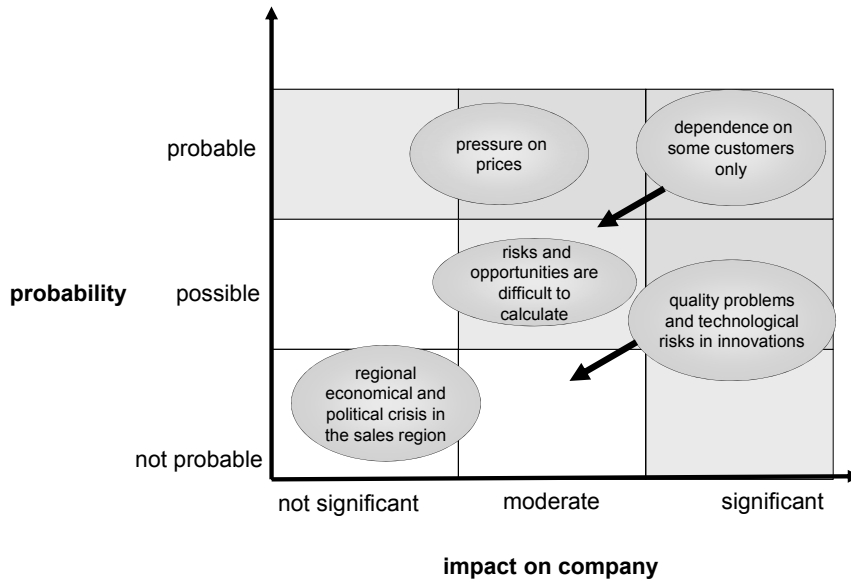 probable
pressure on
prices
dependence on
some customers
only
probability
possible
risks and
opportunities are
difficult to
calculate
quality problems
and technological
risks in innovations
regional
economical and
political crisis in
the sales region
not probable
not significant
moderate
significant
impact on company